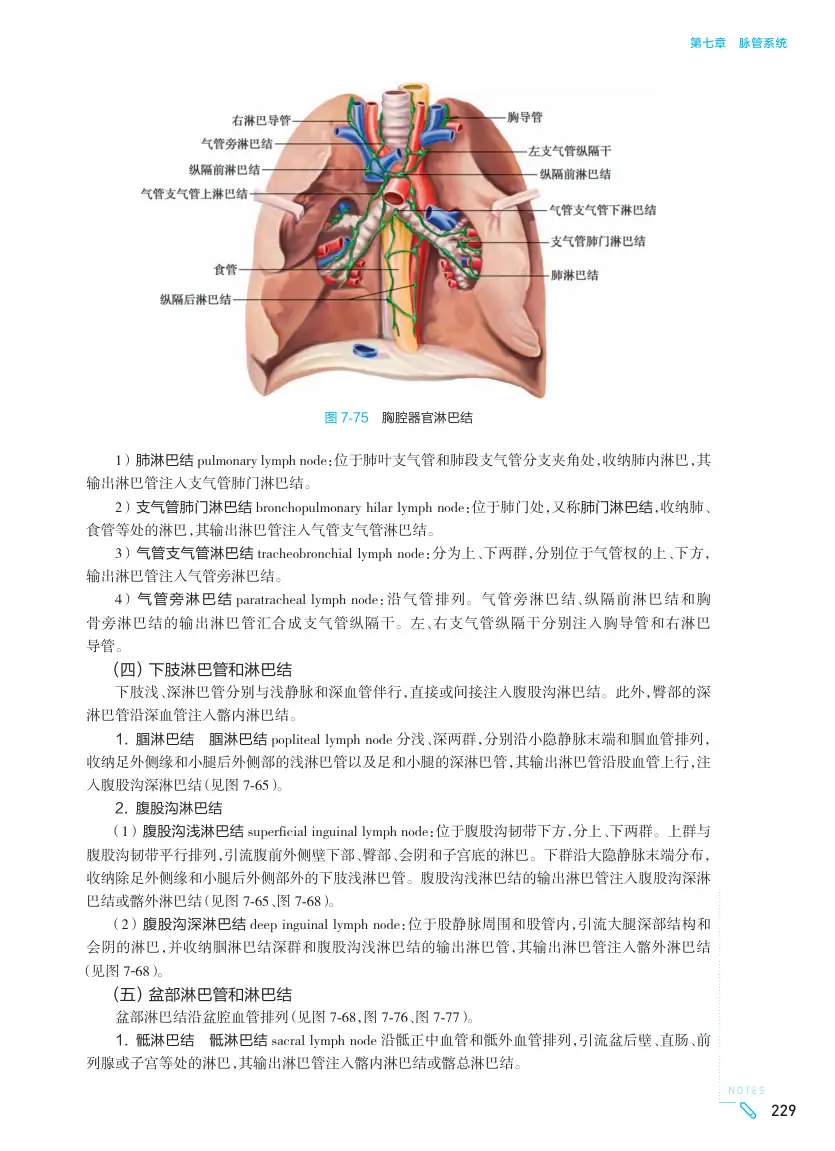 第七章 脉管系统
右淋巴导管
气管旁淋巴结
纵隔前淋巴结
气管支气管上淋巴结
食管
纵隔后淋巴结
胸导管
左支气管纵隔干
纵隔前淋巴结
气管支气管下淋巴结
支气管肺门淋巴结
肺淋巴结
图 7-75 胸腔器官淋巴结
1）肺淋巴结 pulmonary lymph node：位于肺叶支气管和肺段支气管分支夹角处，收纳肺内淋巴，其
输出淋巴管注入支气管肺门淋巴结。
2）支气管肺门淋巴结 bronchopulmonary hilar lymph node：位于肺门处，又称肺门淋巴结，收纳肺、
食管等处的淋巴，其输出淋巴管注入气管支气管淋巴结。
3）气管支气管淋巴结 tracheobronchial lymph node：分为上、下两群，分别位于气管杈的上、下方，
输出淋巴管注入气管旁淋巴结。
4）气管旁淋巴结 paratracheal lymph node：沿气管排列。气管旁淋巴结、纵隔前淋巴结和胸
骨旁淋巴结的输出淋巴管汇合成支气管纵隔干。左、右支气管纵隔干分别注入胸导管和右淋巴
导管。
（四）下肢淋巴管和淋巴结
下肢浅、深淋巴管分别与浅静脉和深血管伴行，直接或间接注入腹股沟淋巴结。此外，臀部的深
淋巴管沿深血管注入髂内淋巴结。
1. 腘淋巴结 腘淋巴结 popliteal lymph node 分浅、深两群，分别沿小隐静脉末端和腘血管排列，
收纳足外侧缘和小腿后外侧部的浅淋巴管以及足和小腿的深淋巴管，其输出淋巴管沿股血管上行，注
入腹股沟深淋巴结（见图 7-65）。
2. 腹股沟淋巴结
（1）腹股沟浅淋巴结 superficial inguinal lymph node：位于腹股沟韧带下方，分上、下两群。上群与
腹股沟韧带平行排列，引流腹前外侧壁下部、臀部、会阴和子宫底的淋巴。下群沿大隐静脉末端分布，
收纳除足外侧缘和小腿后外侧部外的下肢浅淋巴管。腹股沟浅淋巴结的输出淋巴管注入腹股沟深淋
巴结或髂外淋巴结（见图 7-65、图 7-68）。
（2）腹股沟深淋巴结 deep inguinal lymph node：位于股静脉周围和股管内，引流大腿深部结构和
会阴的淋巴，并收纳腘淋巴结深群和腹股沟浅淋巴结的输出淋巴管，其输出淋巴管注入髂外淋巴结
（见图 7-68）。
（五）盆部淋巴管和淋巴结
盆部淋巴结沿盆腔血管排列（见图 7-68，图 7-76、图 7-77）。
1. 骶淋巴结 骶淋巴结 sacral lymph node 沿骶正中血管和骶外血管排列，引流盆后壁、直肠、前
列腺或子宫等处的淋巴，其输出淋巴管注入髂内淋巴结或髂总淋巴结。
NOTES
229